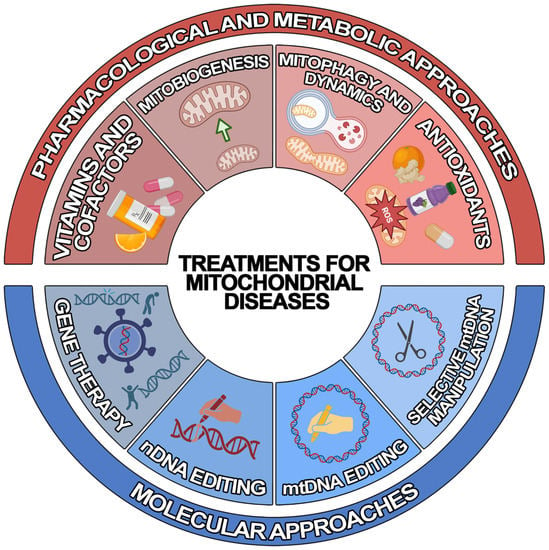 PHARMACOLOGICAL AND METABOLIC APPROACHES
VITAMINS AND
COFACTORS
MITOBIOGENESIS
MITOPHAGY AND
DYNAMICS
ANTIOXIDANTS
ROS
TREATMENTS FOR
MITOCHONDRIAL
DISEASES
GENE THERAPY
nDNA EDITING
mtDNA EDITING
SELECTIVE mtDNA
MANIPULATION
MOLECULAR APPROACHES